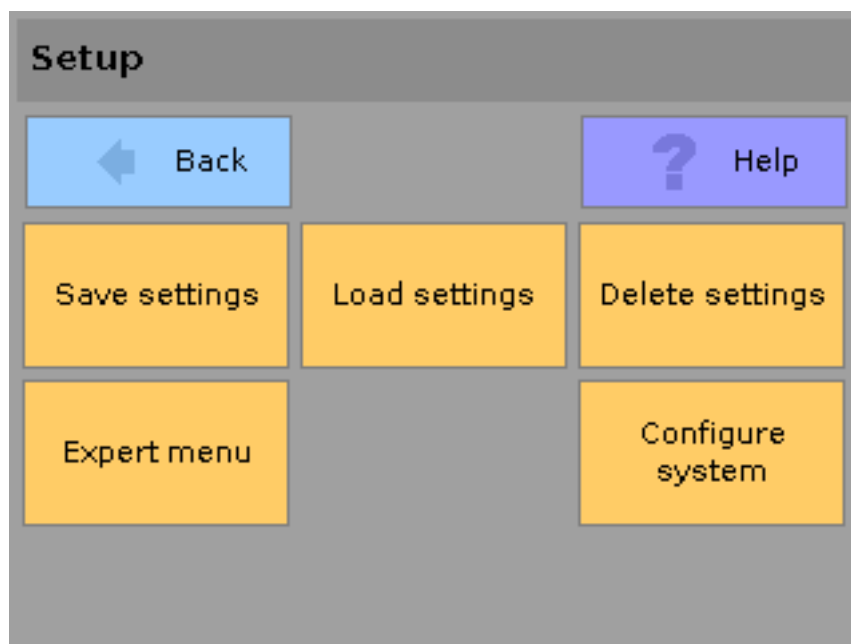 Setup
Back
Help
Save settings
Load settings
Delete settings
Expert menu
Configure
system